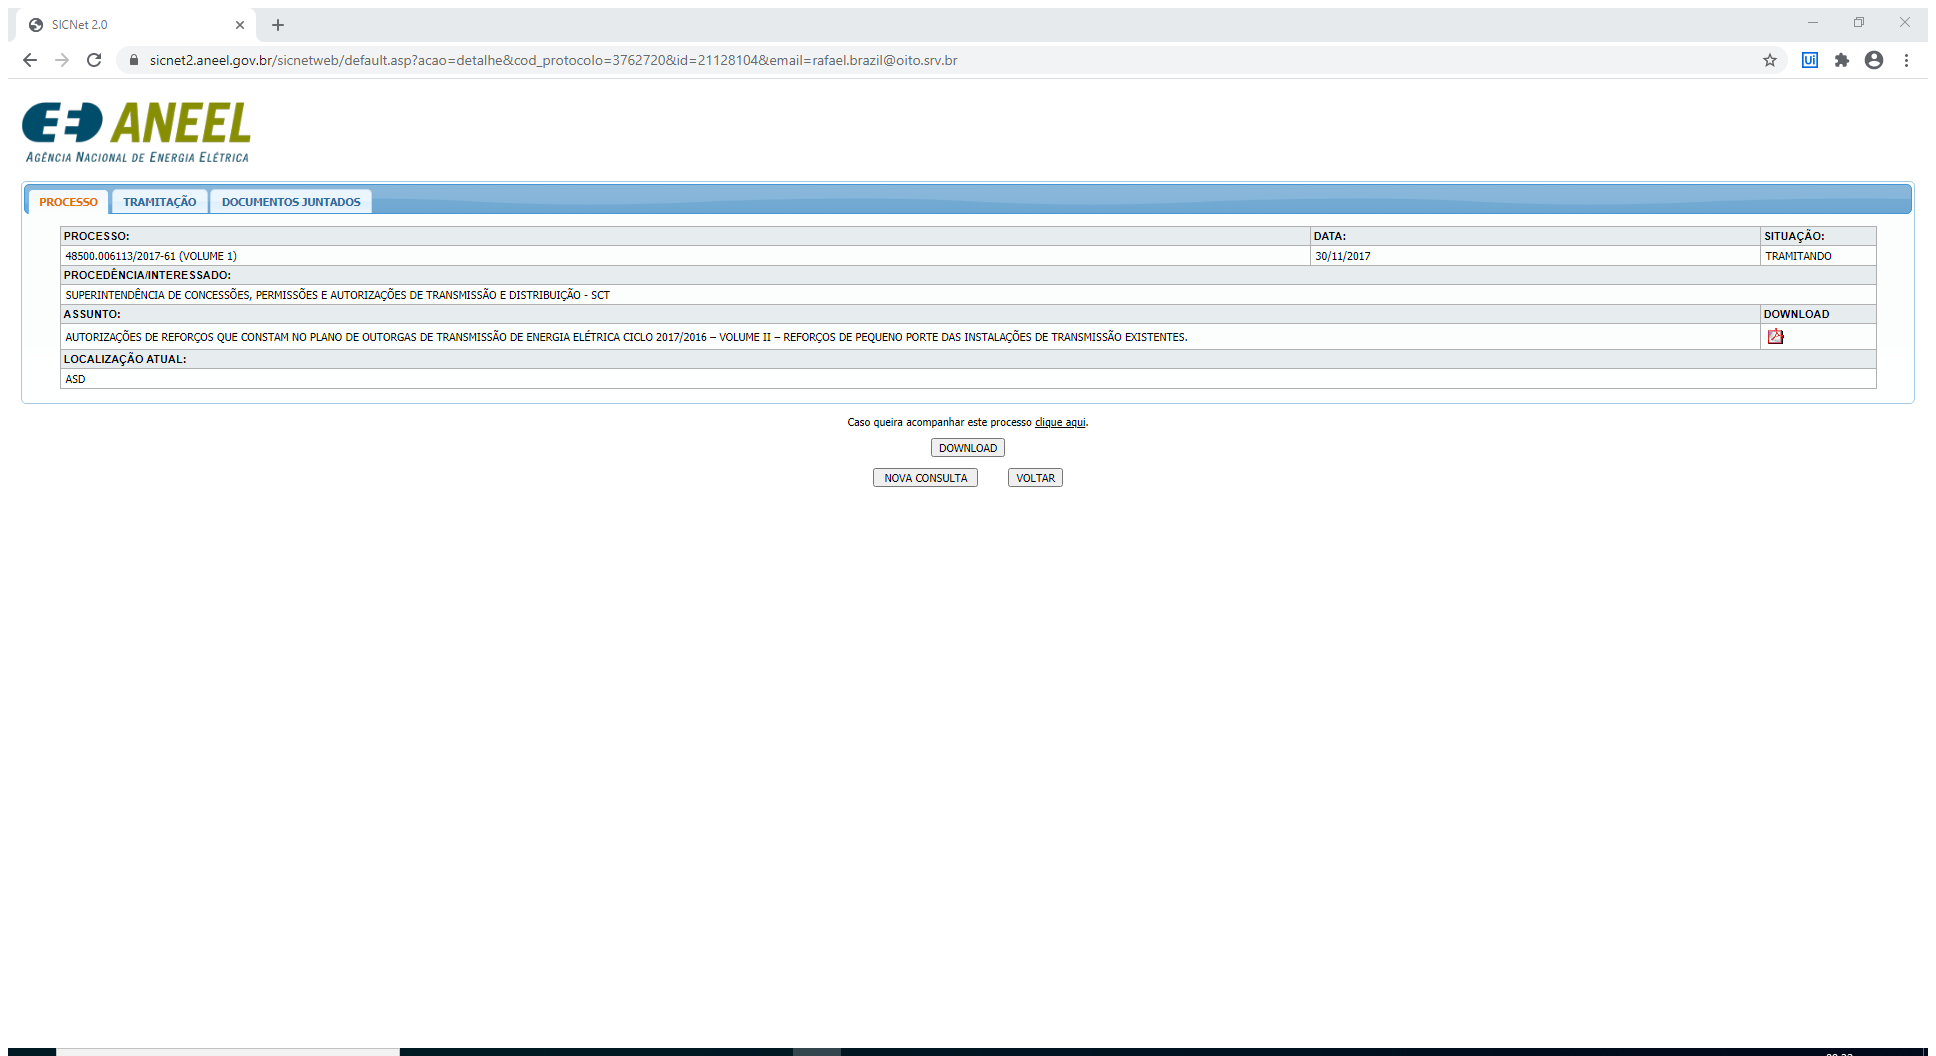 SICNet 2.0
sicnet2.aneel.gov.br/sicnetweb/default.asp?acao=detalhe&cod_protocolo=3762720&id=21128104&email=rafael.brazil@oito.srv.br
Ui
ANEEL
AGÊNCIA NACIONAL DE ENERGIA ELÉTRICA
PROCESSO TRAMITAÇÃO DOCUMENTOS JUNTADOS
PROCESSO: DATA: SITUAÇÃO:
48500.006113/2017-61 (VOLUME 1) 30/11/2017 TRAMITANDO
PROCEDÊNCIA/INTERESSADO:
SUPERINTENDÊNCIA DE CONCESSÕES, PERMISSÕES E AUTORIZAÇÕES DE TRANSMISSÃO E DISTRIBUIÇÃO - SCT
ASSUNTO: DOWNLOAD
AUTORIZAÇÕES DE REFORÇOS QUE CONSTAM NO PLANO DE OUTORGAS DE TRANSMISSÃO DE ENERGIA ELÉTRICA CICLO 2017/2016 – VOLUME II – REFORÇOS DE PEQUENO PORTE DAS INSTALAÇÕES DE TRANSMISSÃO EXISTENTES.
LOCALIZAÇÃO ATUAL:
ASD
Caso queira acompanhar este processo clique aqui.
DOWNLOAD
NOVA CONSULTA VOLTAR